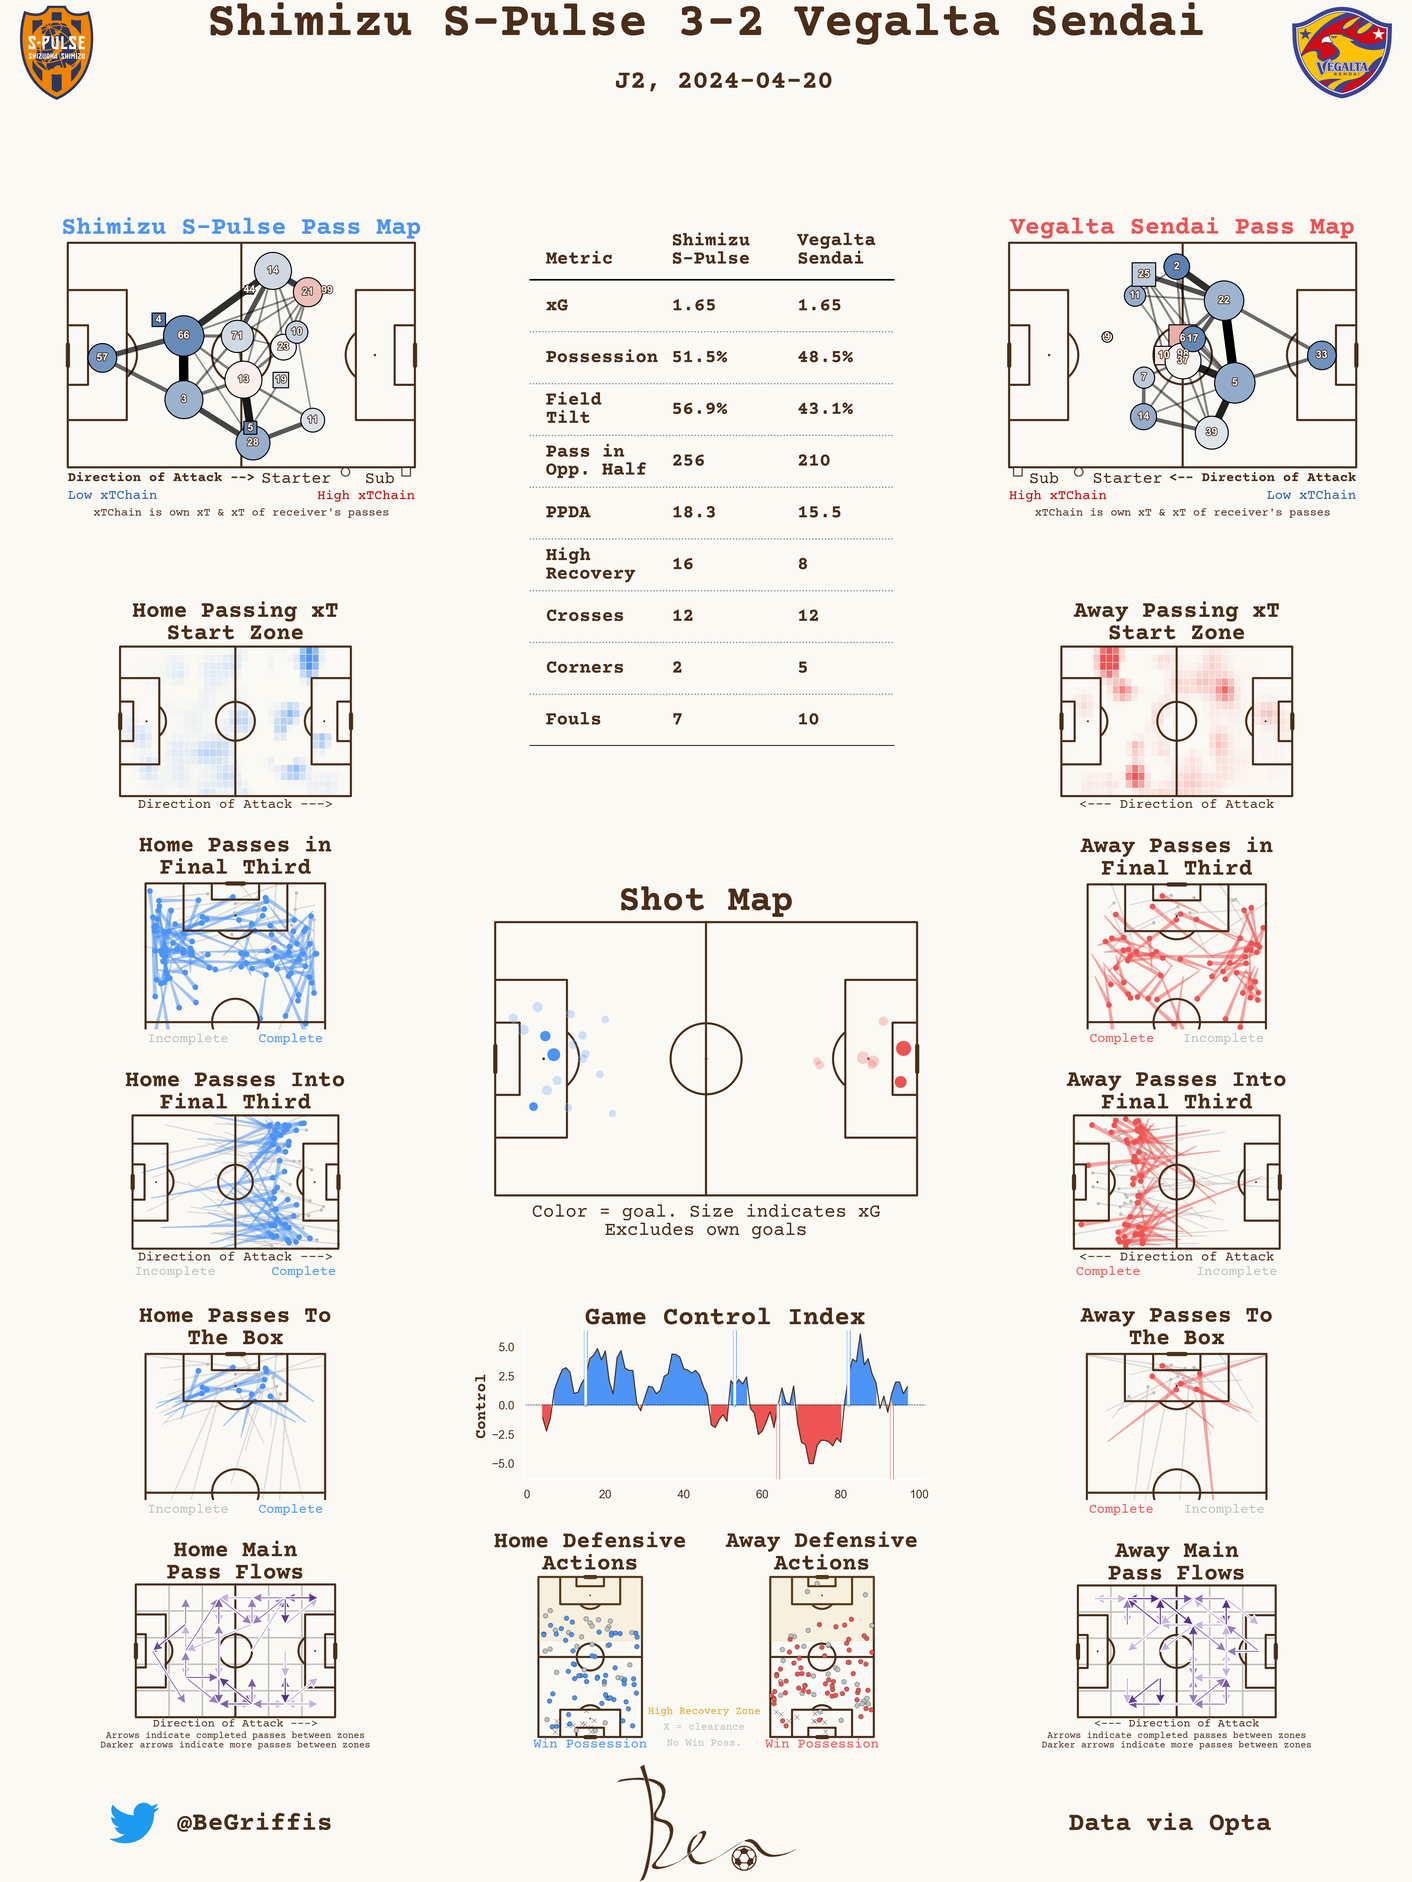 Shimizu S-Pulse 3-2 Vegalta Sendai
J2, 2024-04-20
S-PULSE
SHIZUOKA SHIMIZU
VEGALTA
SENDAI
Shimizu S-Pulse Pass Map
14
44
21
99
4
66
71
10
23
57
13
19
3
11
5
28
Direction of Attack --> Starter Sub
Low xTChain High xTChain
xTChain is own xT & xT of receiver's passes
Metric Shimizu S-Pulse Vegalta Sendai
xG 1.65 1.65
Possession 51.5% 48.5%
Field Tilt 56.9% 43.1%
Pass in Opp. Half 256 210
PPDA 18.3 15.5
High Recovery 16 8
Crosses 12 12
Corners 2 5
Fouls 7 10
Vegalta Sendai Pass Map
2
25
11
22
9
6
17
10
98
37
33
7
5
14
39
Sub Starter <-- Direction of Attack
High xTChain Low xTChain
xTChain is own xT & xT of receiver's passes
Home Passing xT
Start Zone
Direction of Attack --->
Away Passing xT
Start Zone
<--- Direction of Attack
Home Passes in
Final Third
Incomplete Complete
Away Passes in
Final Third
Complete Incomplete
Shot Map
Color = goal. Size indicates xG
Excludes own goals
Home Passes Into
Final Third
Direction of Attack --->
Incomplete Complete
Away Passes Into
Final Third
<--- Direction of Attack
Complete Incomplete
Home Passes To
The Box
Incomplete Complete
Game Control Index
Control
5.0
2.5
0.0
−2.5
−5.0
0 20 40 60 80 100
Away Passes To
The Box
Complete Incomplete
Home Main
Pass Flows
Direction of Attack --->
Arrows indicate completed passes between zones
Darker arrows indicate more passes between zones
Home Defensive
Actions
Win Possession
High Recovery Zone
X = clearance
No Win Poss.
Away Defensive
Actions
Win Possession
Away Main
Pass Flows
<--- Direction of Attack
Arrows indicate completed passes between zones
Darker arrows indicate more passes between zones
@BeGriffis
Ben
Data via Opta